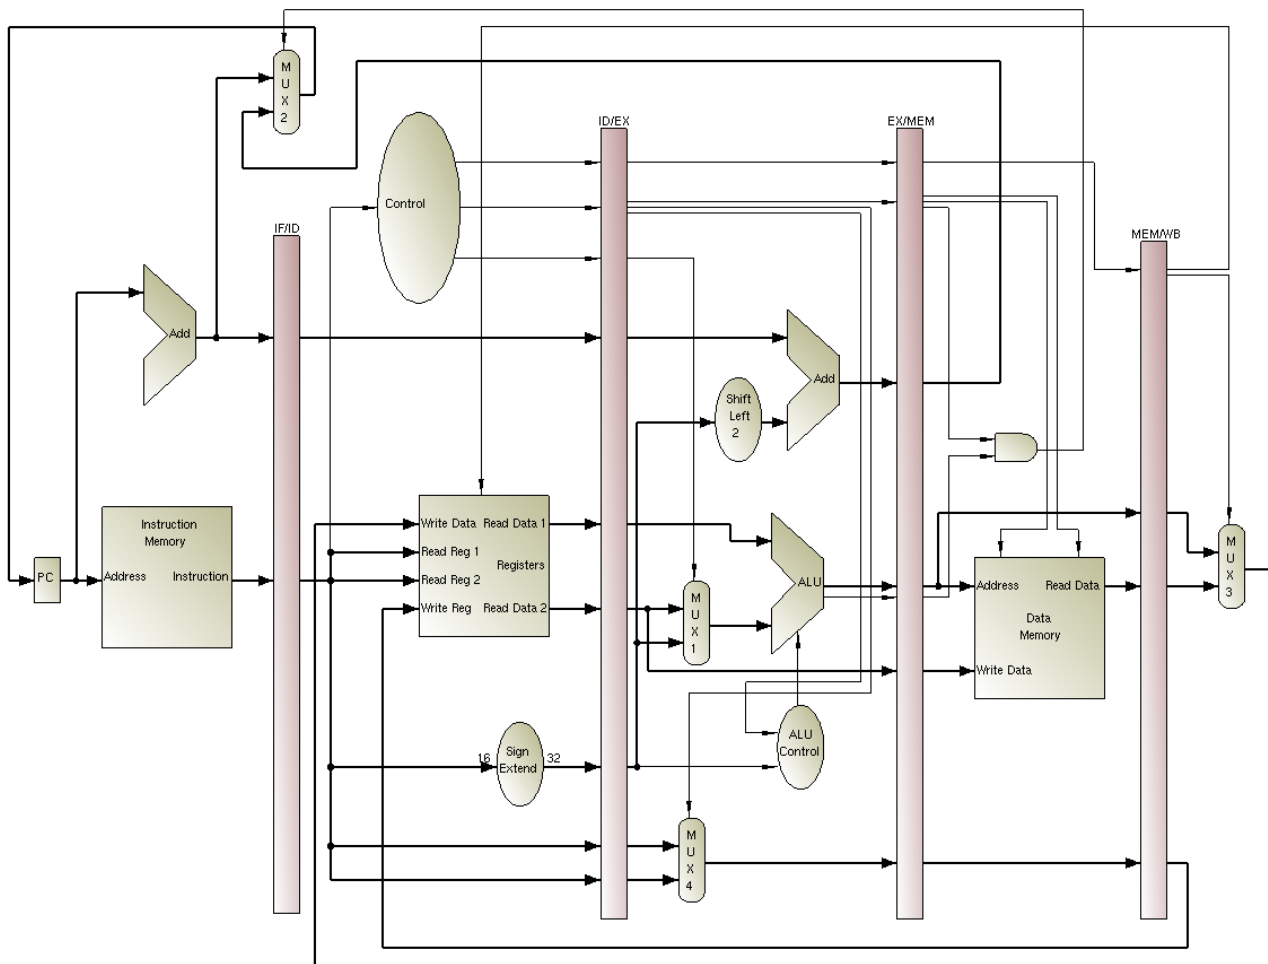 M
U
X
2
ID/EX
EX/MEM
Control
IF/ID
MEM/WB
Add
Add
Shift
Left
2
Instruction
Memory
Address Instruction
PC
Write Data Read Data 1
Read Reg 1
Registers
Read Reg 2
Write Reg Read Data 2
M
U
X
1
ALU
Address Read Data
Data
Memory
Write Data
M
U
X
3
16
Sign
Extend
32
ALU
Control
M
U
X
4